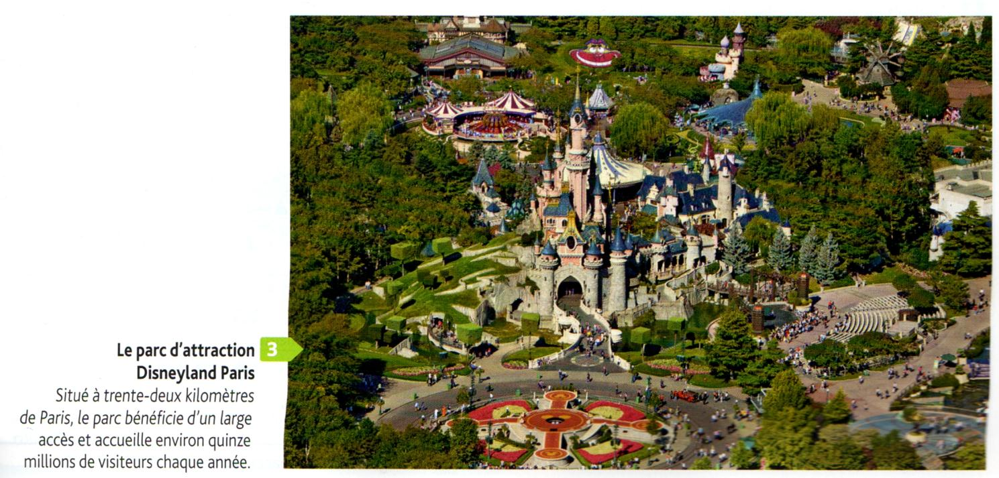 Le parc d'attraction 3
Disneyland Paris
Situé à trente-deux kilomètres
de Paris, le parc bénéficie d'un large
accès et accueille environ quinze
millions de visiteurs chaque année.